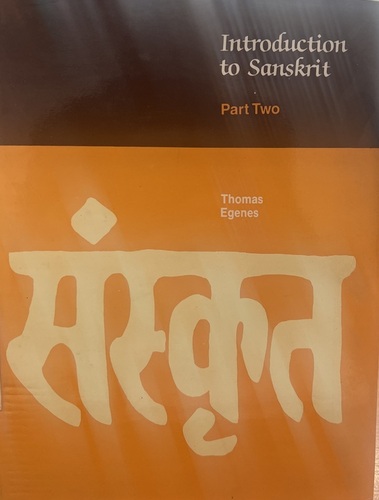 Introduction
to Sanskrit
Part Two
Thomas
Egenes
संस्कृत